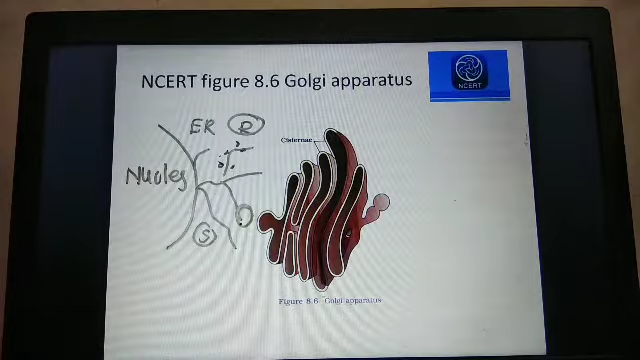 NCERT figure 8.6 Golgi apparatus
NCERT
ER R
Cisternae
Nucles
S
Figure 8.6 Golgi apparatus